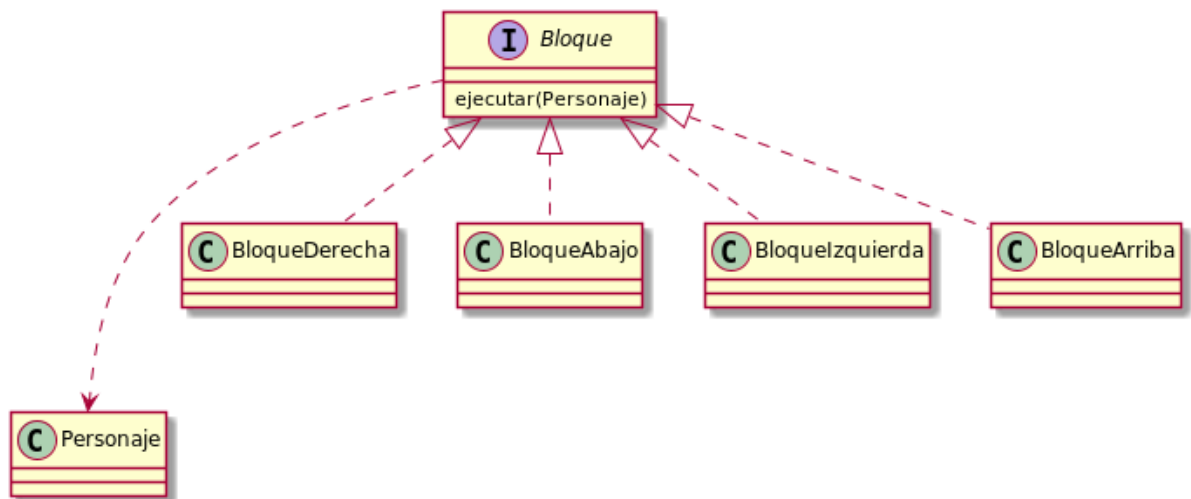 I Bloque
ejecutar(Personaje)
C BloqueDerecha
C BloqueAbajo
C BloqueIzquierda
C BloqueArriba
C Personaje